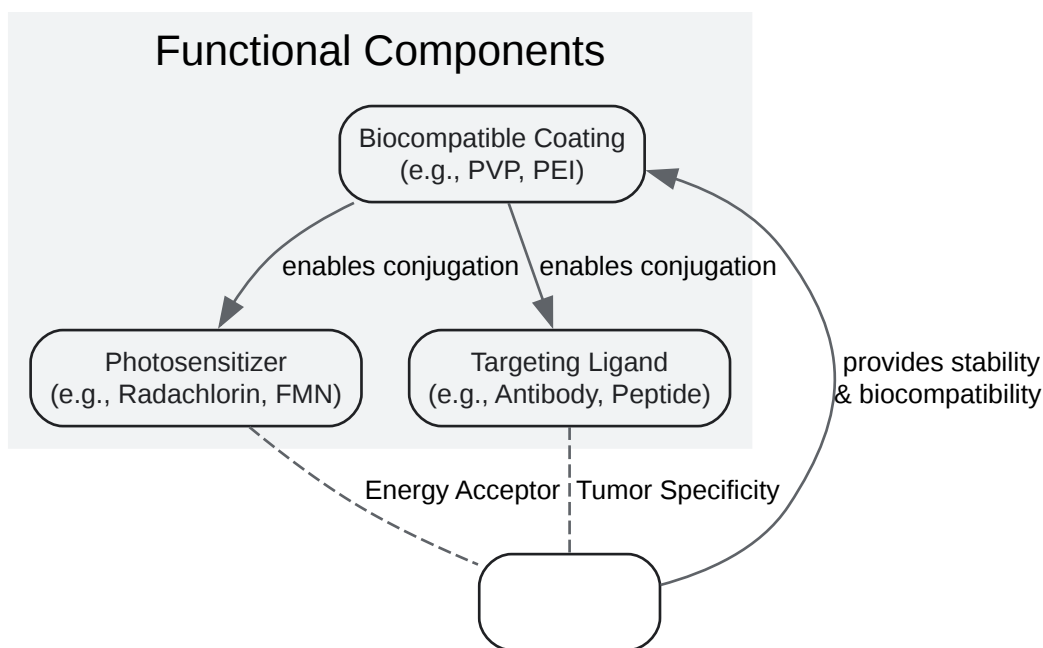 Functional Components
Biocompatible Coating
(e.g., PVP, PEI)
enables conjugation
enables conjugation
Photosensitizer
(e.g., Radachlorin, FMN)
Targeting Ligand
(e.g., Antibody, Peptide)
provides stability
& biocompatibility
Energy Acceptor
Tumor Specificity